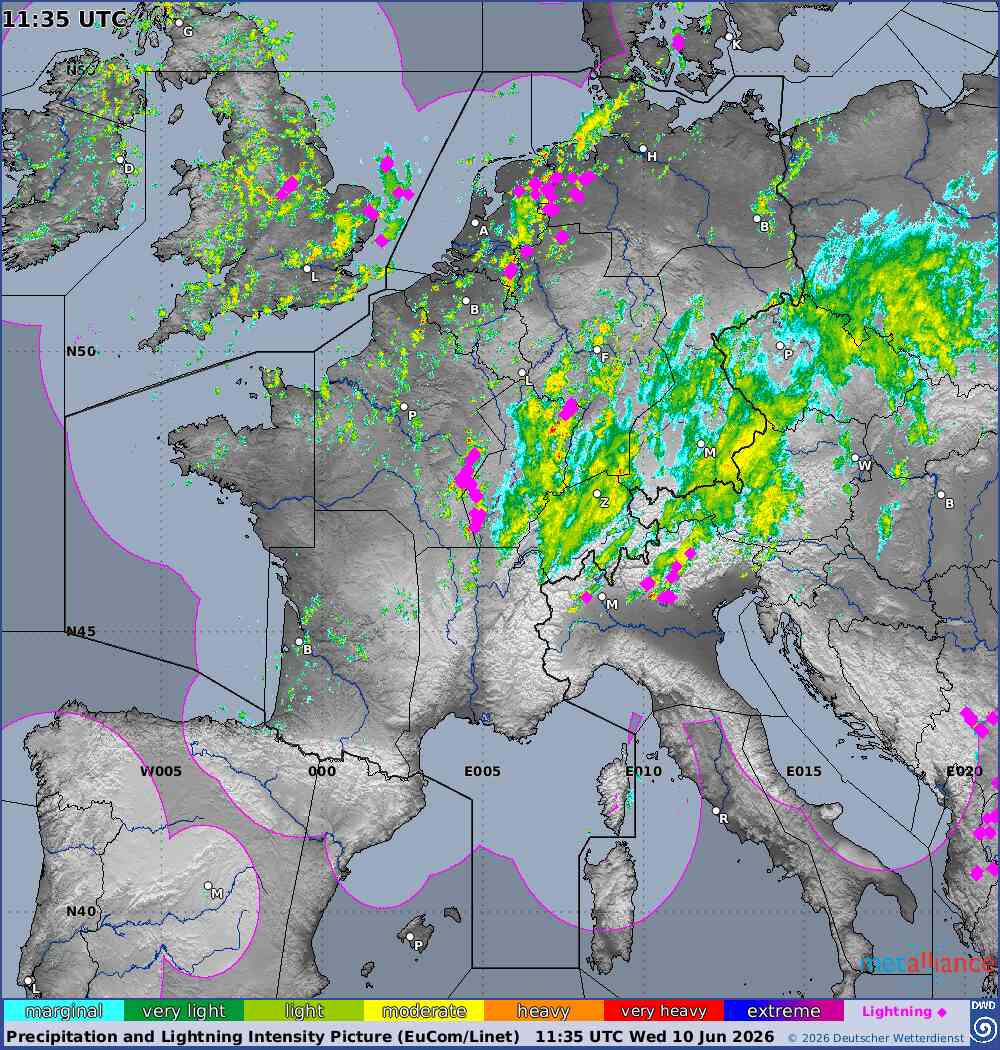 11:35 UTC
G
K
N55
D
H
A
B
L
B
N50
P
F
L
P
M
W
Z
B
M
N45
B
W005
000
E005
E010
E015
E020
R
M
N40
P
L
metalliance
marginal
very light
light
moderate
heavy
very heavy
extreme
Lightning
DWD
Precipitation and Lightning Intensity Picture (EuCom/Linet) 11:35 UTC Wed 10 Jun 2026 © 2026 Deutscher Wetterdienst